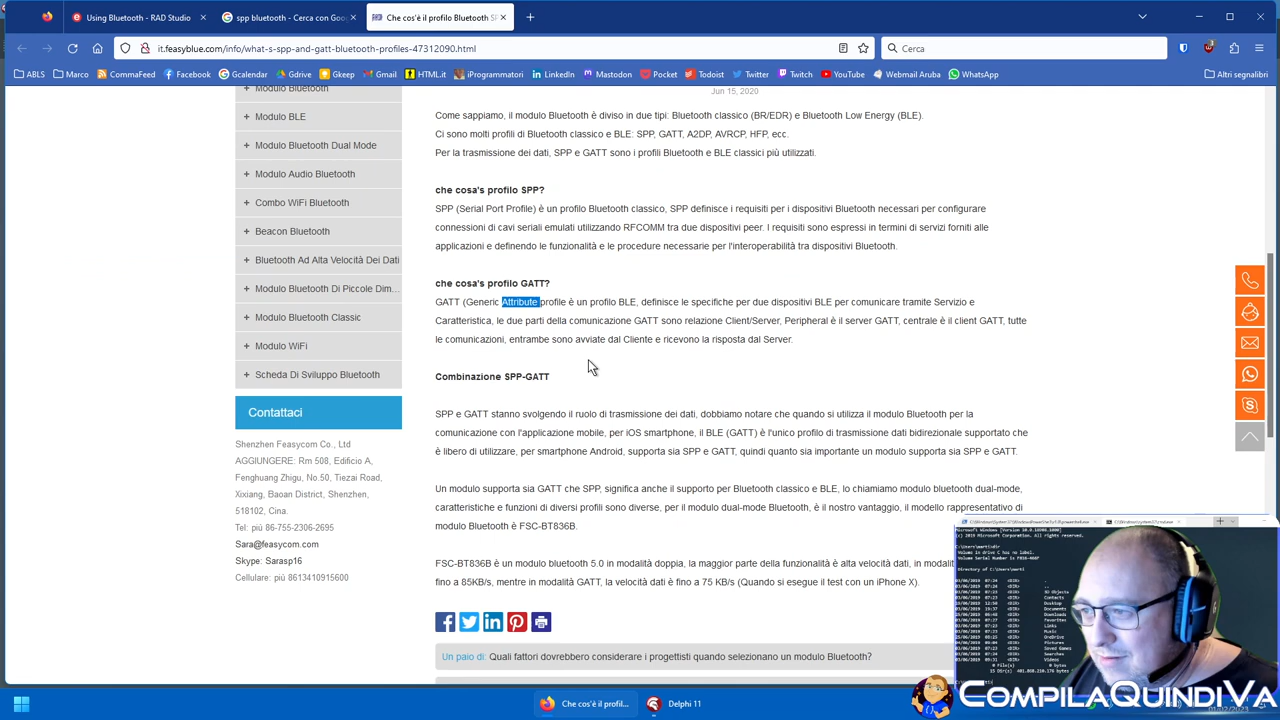 Using Bluetooth - RAD Studio
spp bluetooth - Cerca con Goo
Che cos'è il profilo Bluetooth S
it.feasyblue.com/info/what-s-spp-and-gatt-bluetooth-profiles-47312090.html
Cerca
ABLS
Marco
CommaFeed
Facebook
Gcalendar
Gdrive
Gkeep
Gmail
HTML.it
iProgrammatori
LinkedIn
Mastodon
Pocket
Todoist
Twitter
Twitch
YouTube
Webmail Aruba
WhatsApp
Altri segnalibri
Modulo Bluetooth
Modulo BLE
Modulo Bluetooth Dual Mode
Modulo Audio Bluetooth
Combo WiFi Bluetooth
Beacon Bluetooth
Bluetooth Ad Alta Velocità Dei Dati
Modulo Bluetooth Di Piccole Dim...
Modulo Bluetooth Classic
Modulo WiFi
Scheda Di Sviluppo Bluetooth
Contattaci
Shenzhen Feasycom Co., Ltd
AGGIUNGERE: Rm 508, Edificio A,
Fenghuang Zhigu, No.50, Tiezai Road,
Xixiang, Baoan District, Shenzhen,
518102, Cina.
Tel: più 86-755-2306-2695
Sara@feasycom.com
Skype: Sarasp16
Cellulare: più 8613410915600
Jun 15, 2020
Come sappiamo, il modulo Bluetooth è diviso in due tipi: Bluetooth classico (BR/EDR) e Bluetooth Low Energy (BLE).
Ci sono molti profili di Bluetooth classico e BLE: SPP, GATT, A2DP, AVRCP, HFP, ecc.
Per la trasmissione dei dati, SPP e GATT sono i profili Bluetooth e BLE classici più utilizzati.
che cosa's profilo SPP?
SPP (Serial Port Profile) è un profilo Bluetooth classico, SPP definisce i requisiti per i dispositivi Bluetooth necessari per configurare
connessioni di cavi seriali emulati utilizzando RFCOMM tra due dispositivi peer. I requisiti sono espressi in termini di servizi forniti alle
applicazioni e definendo le funzionalità e le procedure necessarie per l'interoperabilità tra dispositivi Bluetooth.
che cosa's profilo GATT?
GATT (Generic Attribute profile è un profilo BLE, definisce le specifiche per due dispositivi BLE per comunicare tramite Servizio e
Caratteristica, le due parti della comunicazione GATT sono relazione Client/Server, Peripheral è il server GATT, centrale è il client GATT, tutte
le comunicazioni, entrambe sono avviate dal Cliente e ricevono la risposta dal Server.
Combinazione SPP-GATT
SPP e GATT stanno svolgendo il ruolo di trasmissione dei dati, dobbiamo notare che quando si utilizza il modulo Bluetooth per la
comunicazione con l'applicazione mobile, per iOS smartphone, il BLE (GATT) è l'unico profilo di trasmissione dati bidirezionale supportato che
è libero di utilizzare, per smartphone Android, supporta sia SPP e GATT, quindi quanto sia importante un modulo supporta sia SPP e GATT.
Un modulo supporta sia GATT che SPP, significa anche il supporto per Bluetooth classico e BLE, lo chiamiamo modulo bluetooth dual-mode,
caratteristiche e funzioni di diversi profili sono diverse, per il modulo dual-mode Bluetooth, è il nostro vantaggio, il modello rappresentativo di
modulo Bluetooth è FSC-BT836B.
FSC-BT836B è un modulo bluetooth 5.0 in modalità doppia, la maggior parte della funzionalità è alta velocità dati, in modalit
fino a 85KB/s, mentre in modalità GATT, la velocità dati è fino a 75 KB/s (Quando si esegue il test con un iPhone X).
Un paio di: Quali fattori dovrebbero considerare i progettisti quando selezionano un modulo Bluetooth?
Che cos'è il profil...
Delphi 11
CompilaQuindiVa